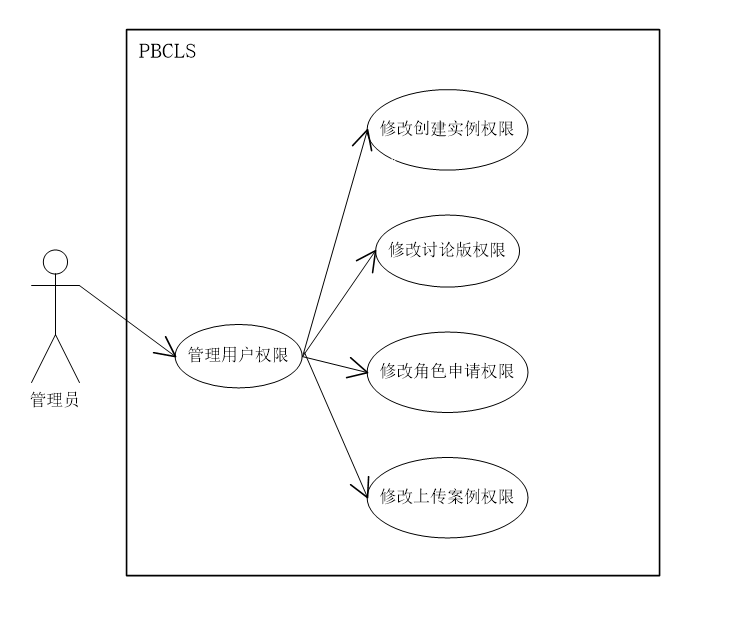 PBCLS
修改创建实例权限
修改讨论版权限
管理用户权限
修改角色申请权限
管理员
修改上传案例权限